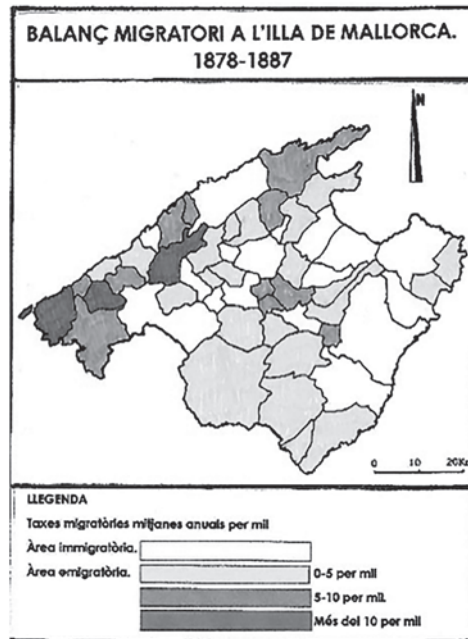 BALANÇ MIGRATORI A L'ILLA DE MALLORCA.
1878-1887
N
0 10 20K
LLEGENDA
Taxes migratòries mitjanes anuals per mil
Àrea immigratòria.
Àrea emigratòria. 0-5 per mil
5-10 per mil.
Més del 10 per mil